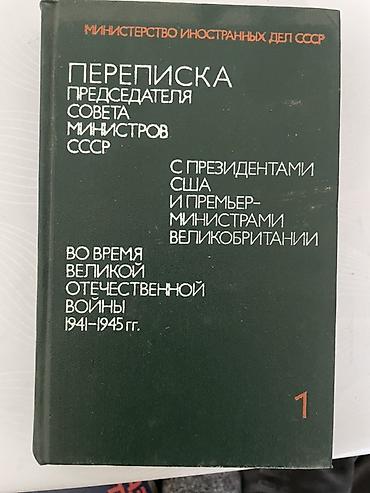 МИНИСТЕРСТВО ИНОСТРАННЫХ ДЕЛ СССР
ПЕРЕПИСКА
ПРЕДСЕДАТЕЛЯ
СОВЕТА
МИНИСТРОВ
СССР
С ПРЕЗИДЕНТАМИ
США
И ПРЕМЬЕР-
МИНИСТРАМИ
ВЕЛИКОБРИТАНИИ
ВО ВРЕМЯ
ВЕЛИКОЙ
ОТЕЧЕСТВЕННОЙ
ВОЙНЫ
1941-1945 гг.
1